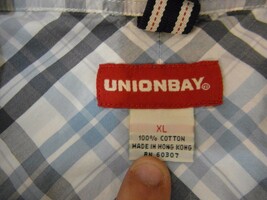 UNIONBAY®
XL
100% COTTON
MADE IN HONG KONG
RN 60307